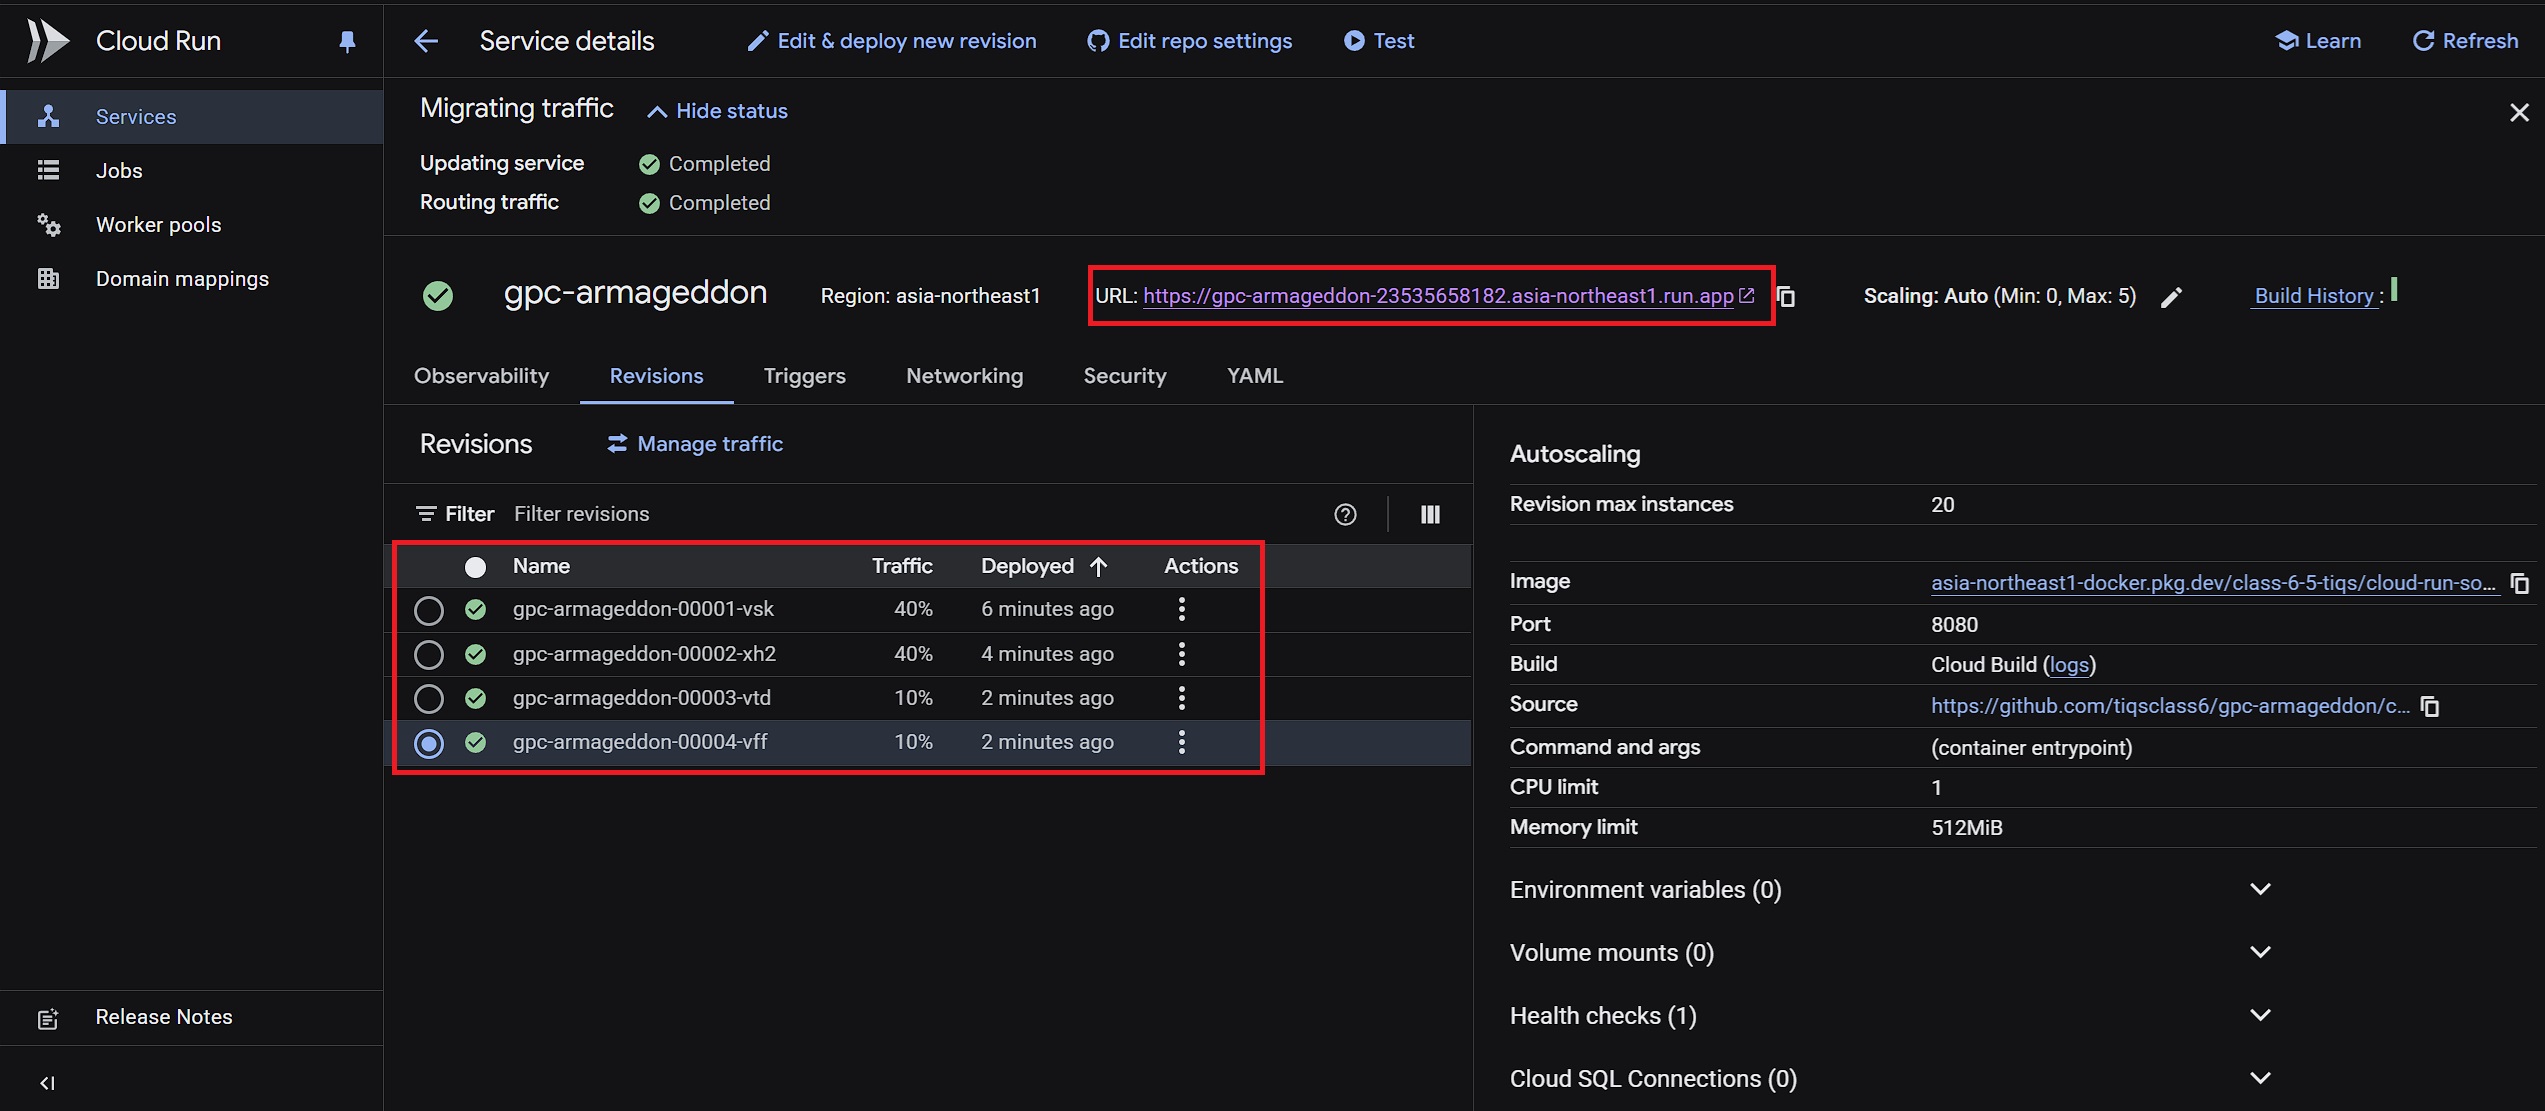 Cloud Run
Service details
Edit & deploy new revision
Edit repo settings
Test
Learn
Refresh
Services
Jobs
Worker pools
Domain mappings
Release Notes
Migrating traffic
Hide status
Updating service Completed
Routing traffic Completed
gpc-armageddon
Region: asia-northeast1
URL: https://gpc-armageddon-23535658182.asia-northeast1.run.app
Scaling: Auto (Min: 0, Max: 5)
Build History :
Observability Revisions Triggers Networking Security YAML
Revisions
Manage traffic
Filter Filter revisions
Name Traffic Deployed Actions
gpc-armageddon-00001-vsk 40% 6 minutes ago
gpc-armageddon-00002-xh2 40% 4 minutes ago
gpc-armageddon-00003-vtd 10% 2 minutes ago
gpc-armageddon-00004-vff 10% 2 minutes ago
Autoscaling
Revision max instances 20
Image asia-northeast1-docker.pkg.dev/class-6-5-tiqs/cloud-run-so...
Port 8080
Build Cloud Build (logs)
Source https://github.com/tiqsclass6/gpc-armageddon/c...
Command and args (container entrypoint)
CPU limit 1
Memory limit 512MiB
Environment variables (0)
Volume mounts (0)
Health checks (1)
Cloud SQL Connections (0)